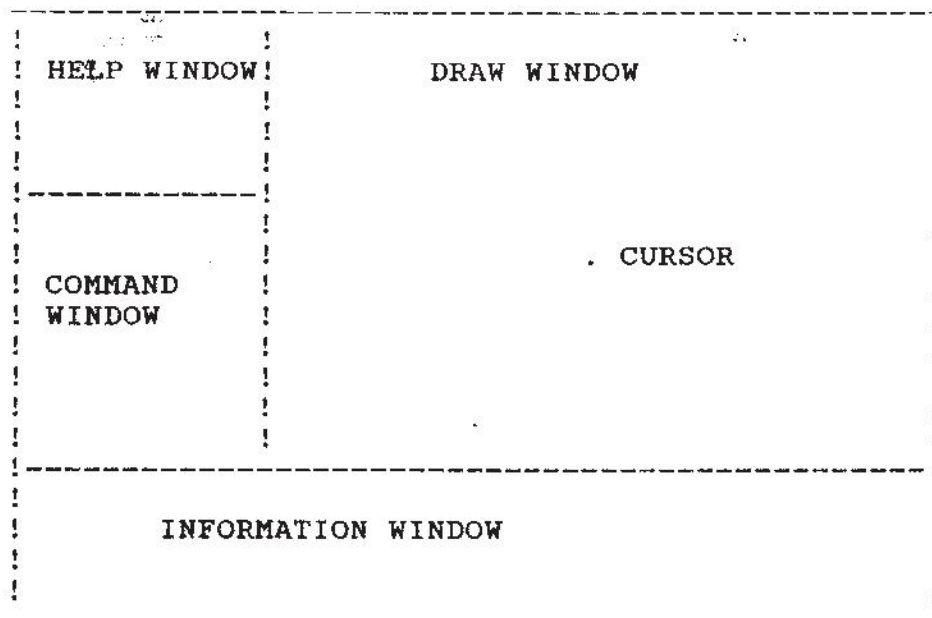 HELP WINDOW
DRAW WINDOW
. CURSOR
COMMAND
WINDOW
INFORMATION WINDOW